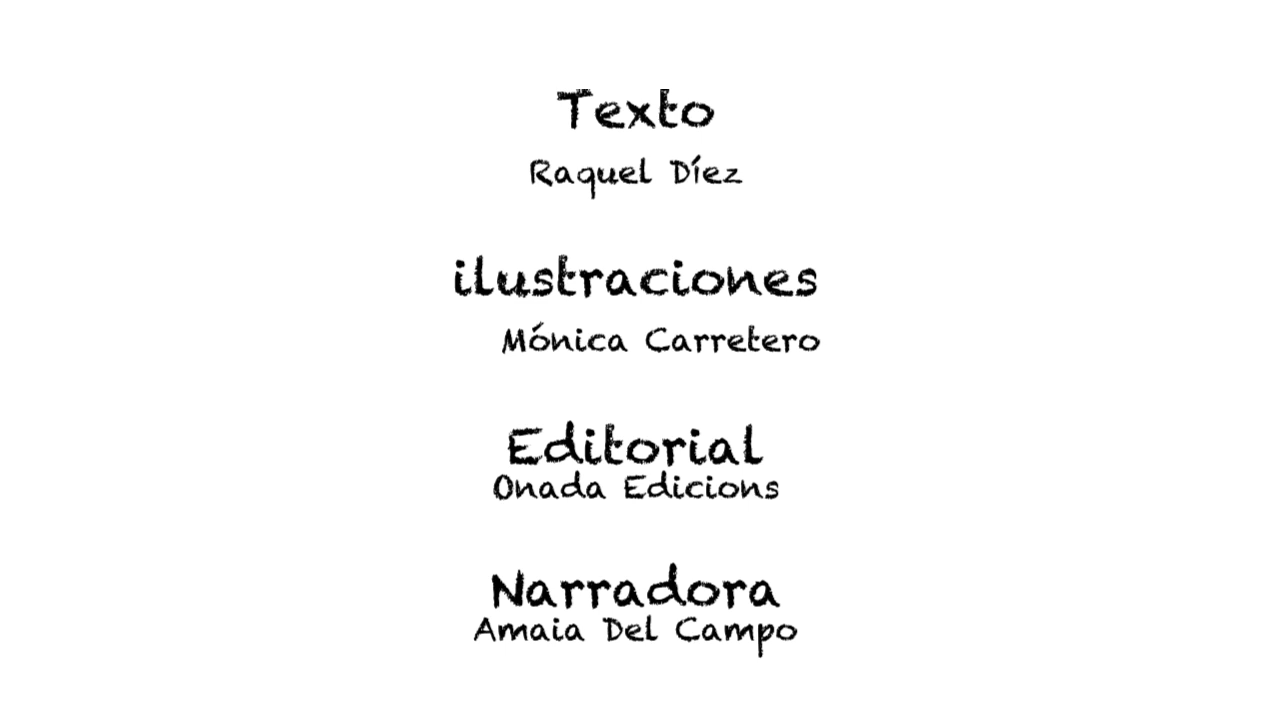 Texto
Raquel Díez
ilustraciones
Mónica Carretero
Editorial
Onada Edicions
Narradora
Amaia Del Campo